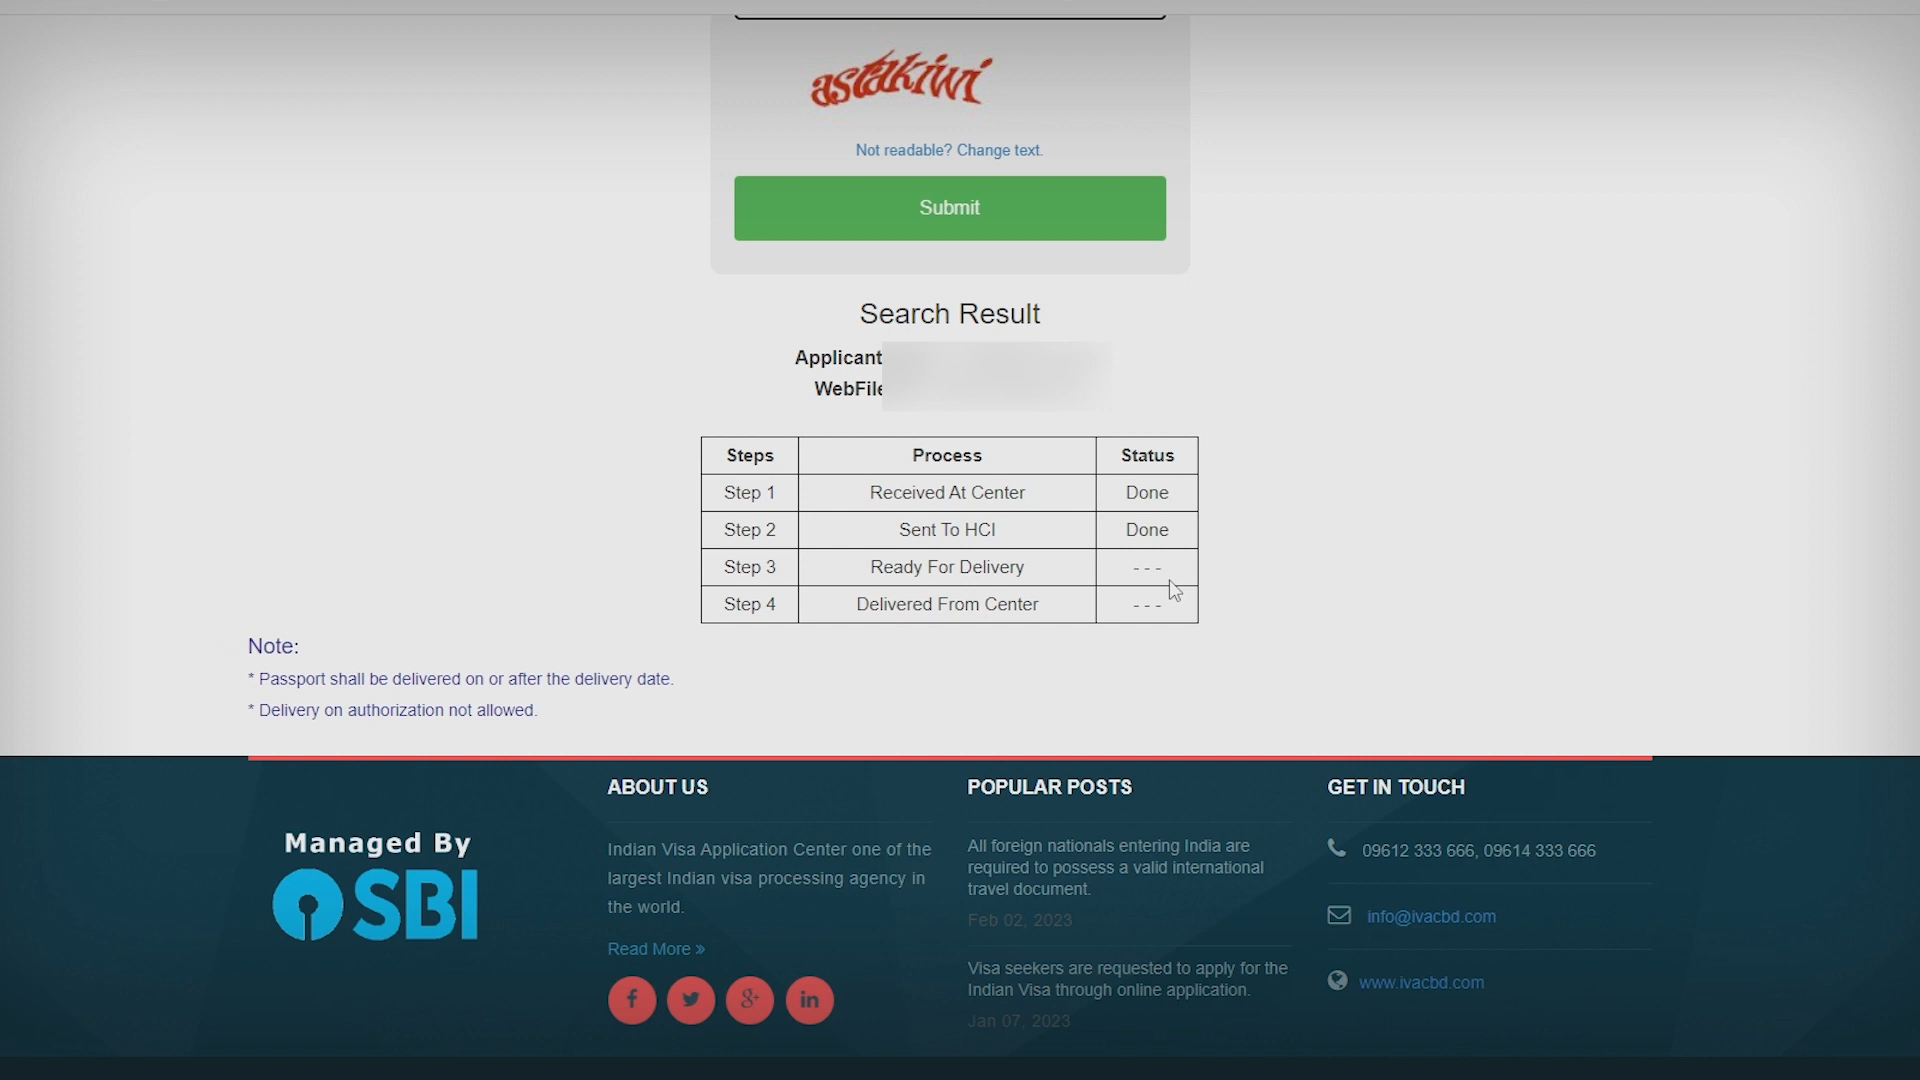 astakiwi
Not readable? Change text.
Submit
Search Result
Applicant
WebFile
Steps Process Status
Step 1 Received At Center Done
Step 2 Sent To HCI Done
Step 3 Ready For Delivery - - -
Step 4 Delivered From Center - - -
Note:
* Passport shall be delivered on or after the delivery date.
* Delivery on authorization not allowed.
Managed By
SBI
ABOUT US
Indian Visa Application Center one of the
largest Indian visa processing agency in
the world.
Read More »
POPULAR POSTS
All foreign nationals entering India are
required to possess a valid international
travel document.
Feb 02, 2023
Visa seekers are requested to apply for the
Indian Visa through online application.
Jan 07, 2023
GET IN TOUCH
09612 333 666, 09614 333 666
info@ivacbd.com
www.ivacbd.com